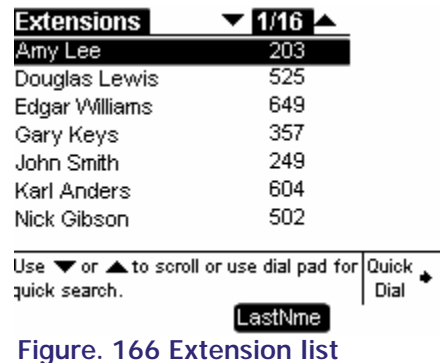 Extensions ▼ 1/16 ▲
Amy Lee 203
Douglas Lewis 525
Edgar Williams 649
Gary Keys 357
John Smith 249
Karl Anders 604
Nick Gibson 502
Use ▼ or ▲ to scroll or use dial pad for
quick search.
Quick
Dial
LastNme
Figure. 166 Extension list